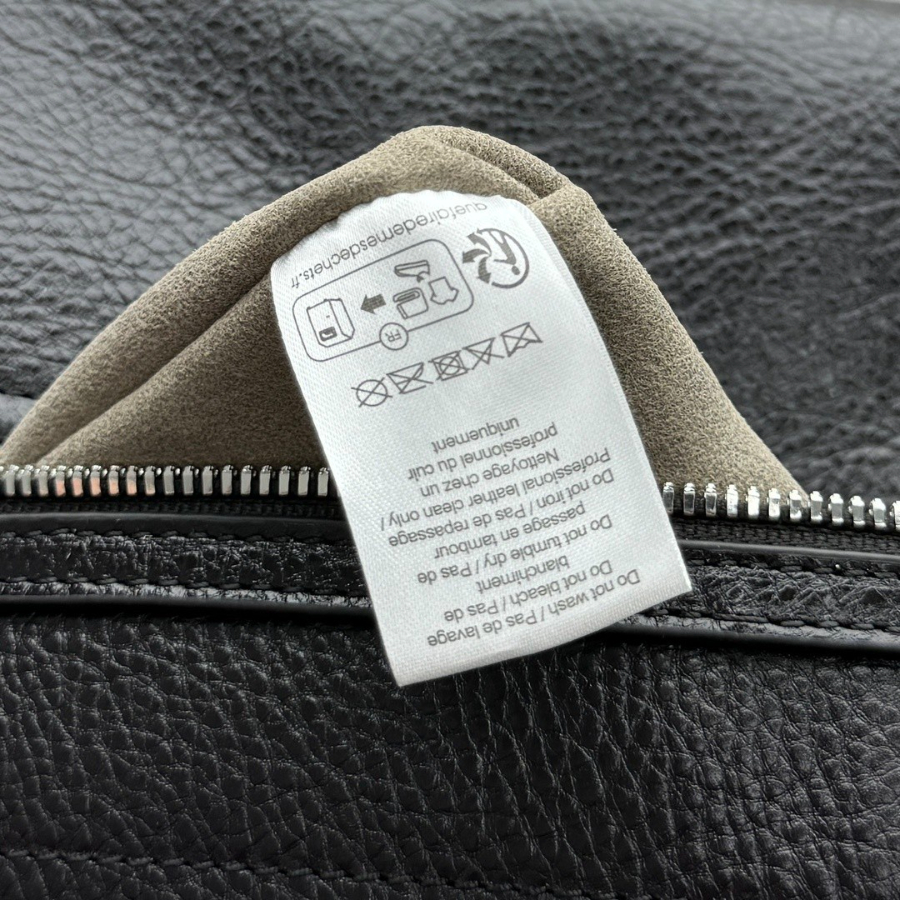 Do not wash / Pas de lavage
Do not bleach / Pas de
blanchiment
Do not tumble dry / Pas de
passage en tambour
Do not iron / Pas de repassage
Professional leather clean only /
Nettoyage chez un
professionnel du cuir
uniquement
FR
quefairedemesdechets.fr